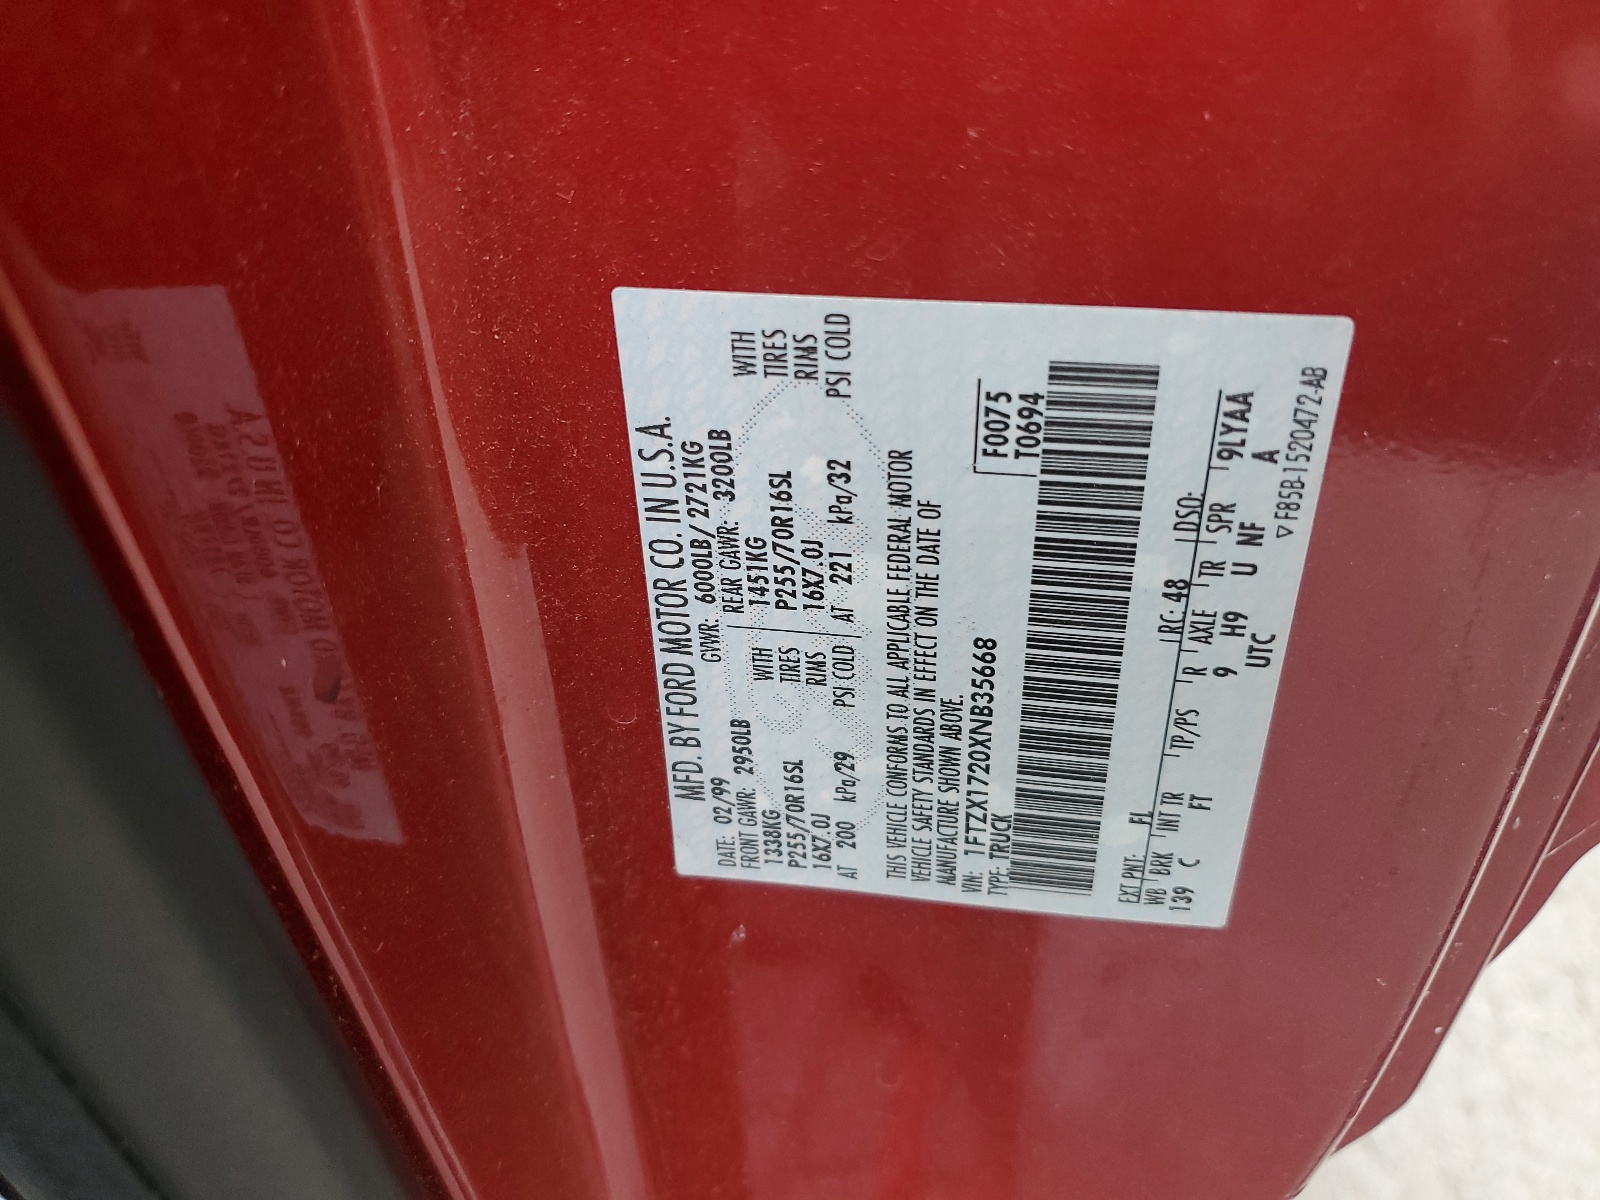 MFD. BY FORD MOTOR CO. IN U.S.A.
DATE: 02/99 GVWR: 6000LB/ 2721KG
FRONT GAWR: 2950LB REAR GAWR: 3200LB
1338KG WITH 1451KG WITH
P255/70R16SL TIRES P255/70R16SL TIRES
16X7.0J RIMS 16X7.0J RIMS
AT 200 kPa/29 PSI COLD AT 221 kPa/32 PSI COLD
THIS VEHICLE CONFORMS TO ALL APPLICABLE FEDERAL MOTOR
VEHICLE SAFETY STANDARDS IN EFFECT ON THE DATE OF
MANUFACTURE SHOWN ABOVE.
VIN: 1FTZX1720XNB35668 F0075
TYPE: TRUCK T0694
EXT PNT: FL RC: 48 DSO:
WB BRK INT TR TP/PS R AXLE TR SPR 9LYAA
139 C FT 9 H9 U NF A
UTC
▽ F85B-1520472-AB